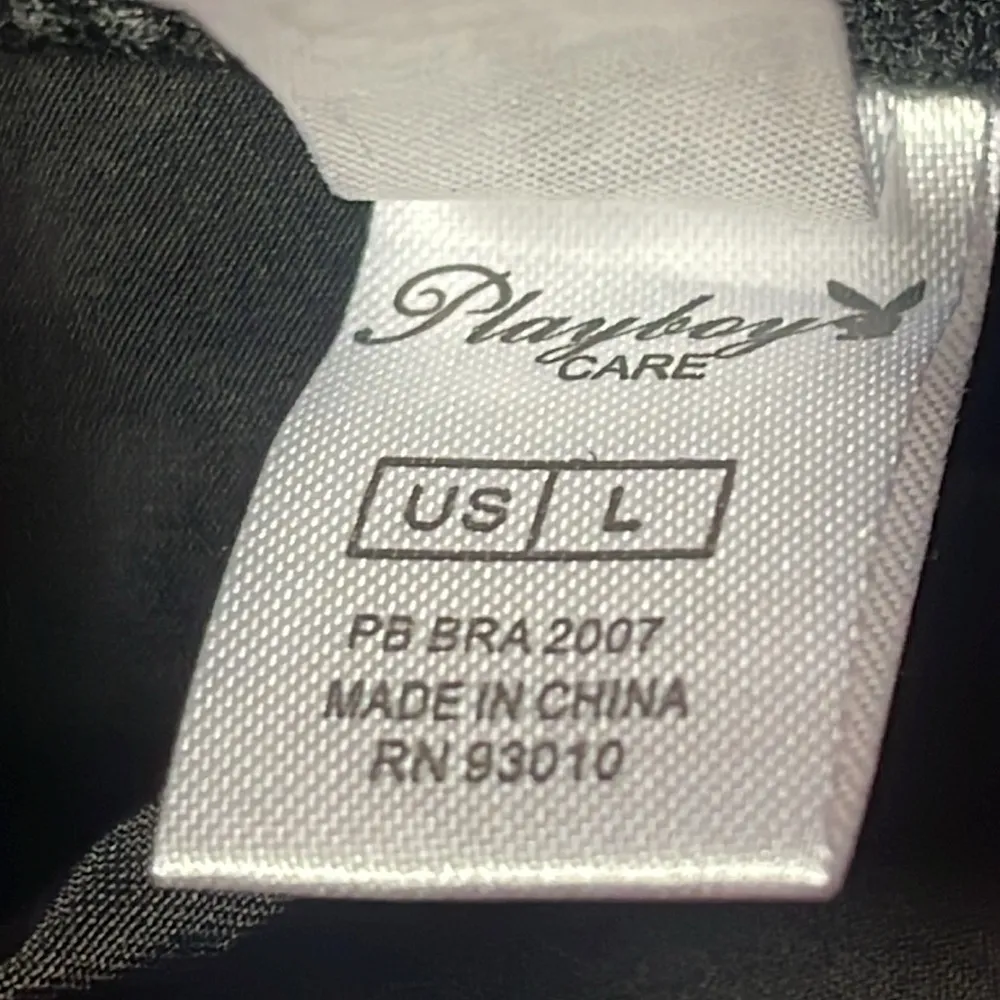 Playboy
CARE
US L
PB BRA 2007
MADE IN CHINA
RN 93010